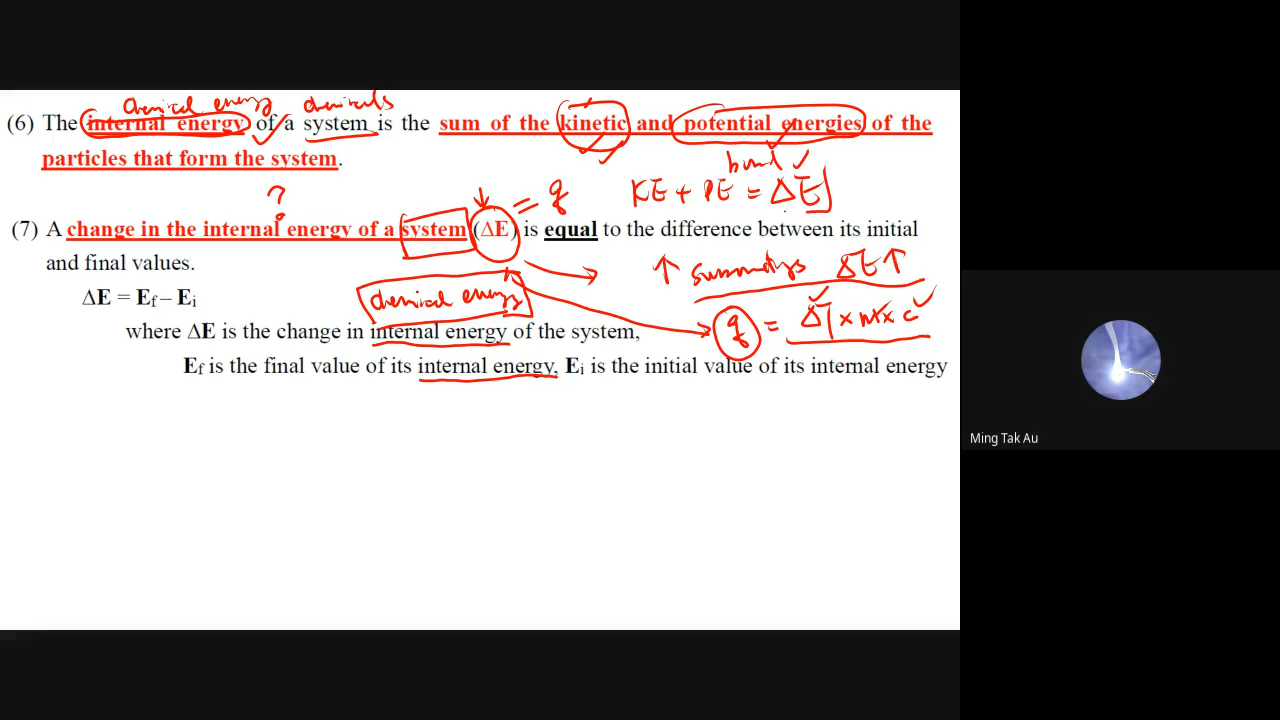 chemical energy chemicals
(6) The internal energy of a system is the sum of the kinetic and potential energies of the
particles that form the system.
bond
KE + PE = ΔE
?
= q
(7) A change in the internal energy of a system (ΔE) is equal to the difference between its initial
and final values.
↑ surroundings ΔE ↑
ΔE = Ef – Ei
chemical energy
q = ΔT × m × c
where ΔE is the change in internal energy of the system,
Ef is the final value of its internal energy, Ei is the initial value of its internal energy
Ming Tak Au